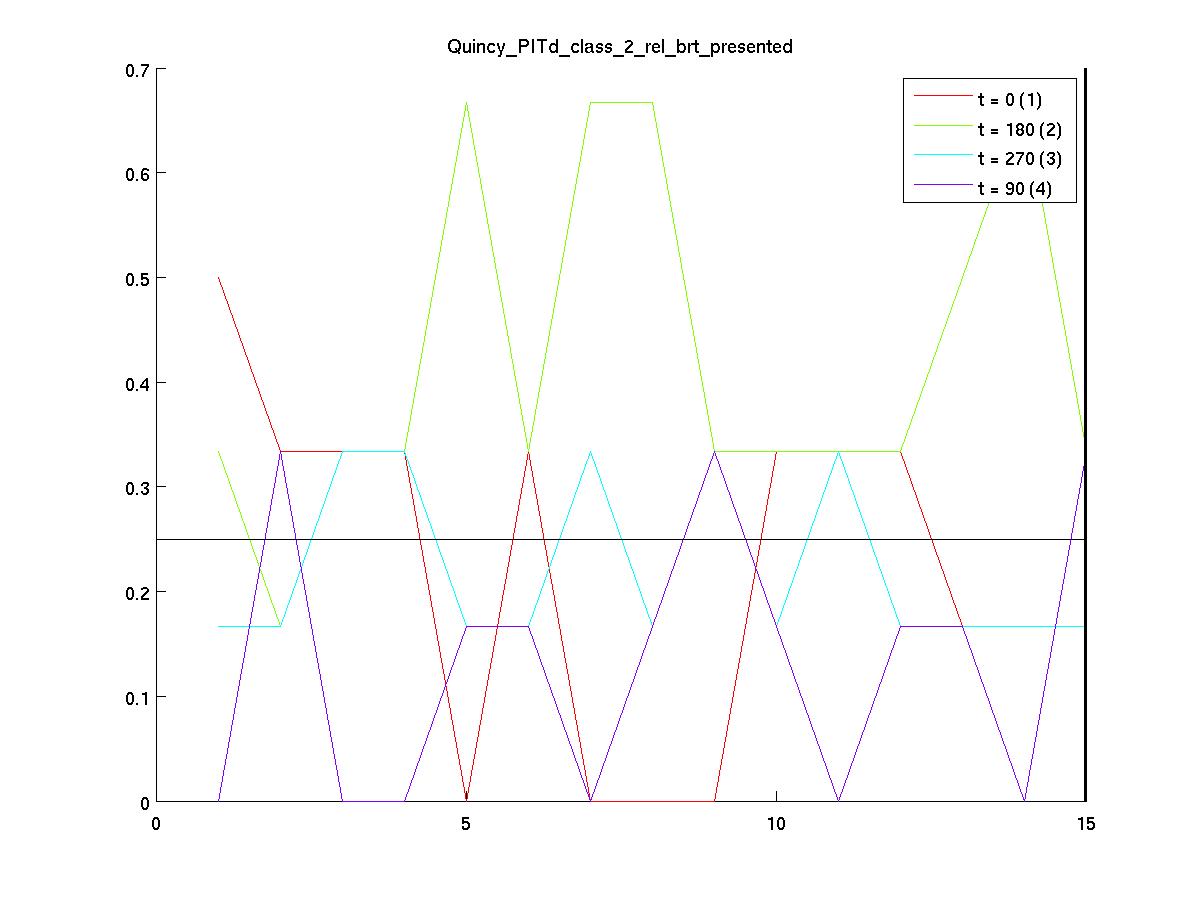 Quincy_PITd_class_2_rel_brt_presented
0.7
0.6
0.5
0.4
0.3
0.2
0.1
0
0 5 10 15
t = 0 (1)
t = 180 (2)
t = 270 (3)
t = 90 (4)